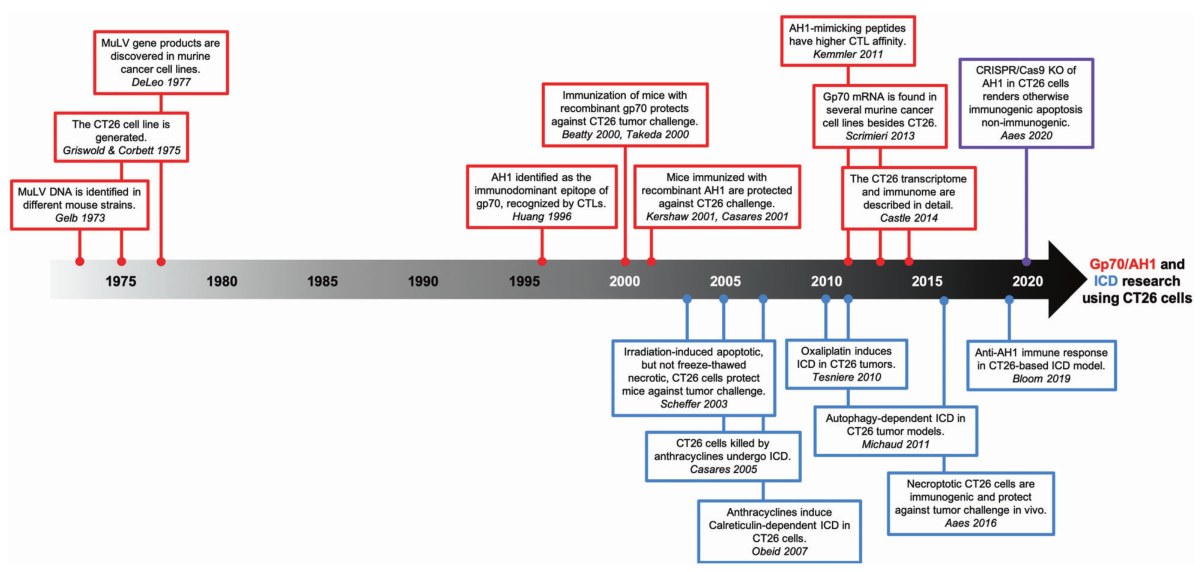 MuLV gene products are
discovered in murine
cancer cell lines.
DeLeo 1977
The CT26 cell line is
generated.
Griswold & Corbett 1975
MuLV DNA is identified in
different mouse strains.
Gelb 1973
Immunization of mice with
recombinant gp70 protects
against CT26 tumor challenge.
Beatty 2000, Takeda 2000
AH1 identified as the
immunodominant epitope of
gp70, recognized by CTLs.
Huang 1996
Mice immunized with
recombinant AH1 are protected
against CT26 challenge.
Kershaw 2001, Casares 2001
AH1-mimicking peptides
have higher CTL affinity.
Kemmler 2011
Gp70 mRNA is found in
several murine cancer
cell lines besides CT26.
Scrimieri 2013
The CT26 transcriptome
and immunome are
described in detail.
Castle 2014
CRISPR/Cas9 KO of
AH1 in CT26 cells
renders otherwise
immunogenic apoptosis
non-immunogenic.
Aaes 2020
1975 1980 1985 1990 1995 2000 2005 2010 2015 2020
Gp70/AH1 and
ICD research
using CT26 cells
Irradiation-induced apoptotic,
but not freeze-thawed
necrotic, CT26 cells protect
mice against tumor challenge.
Scheffer 2003
CT26 cells killed by
anthracyclines undergo ICD.
Casares 2005
Anthracyclines induce
Calreticulin-dependent ICD in
CT26 cells.
Obeid 2007
Oxaliplatin induces
ICD in CT26 tumors.
Tesniere 2010
Autophagy-dependent ICD in
CT26 tumor models.
Michaud 2011
Necroptotic CT26 cells are
immunogenic and protect
against tumor challenge in vivo.
Aaes 2016
Anti-AH1 immune response
in CT26-based ICD model.
Bloom 2019